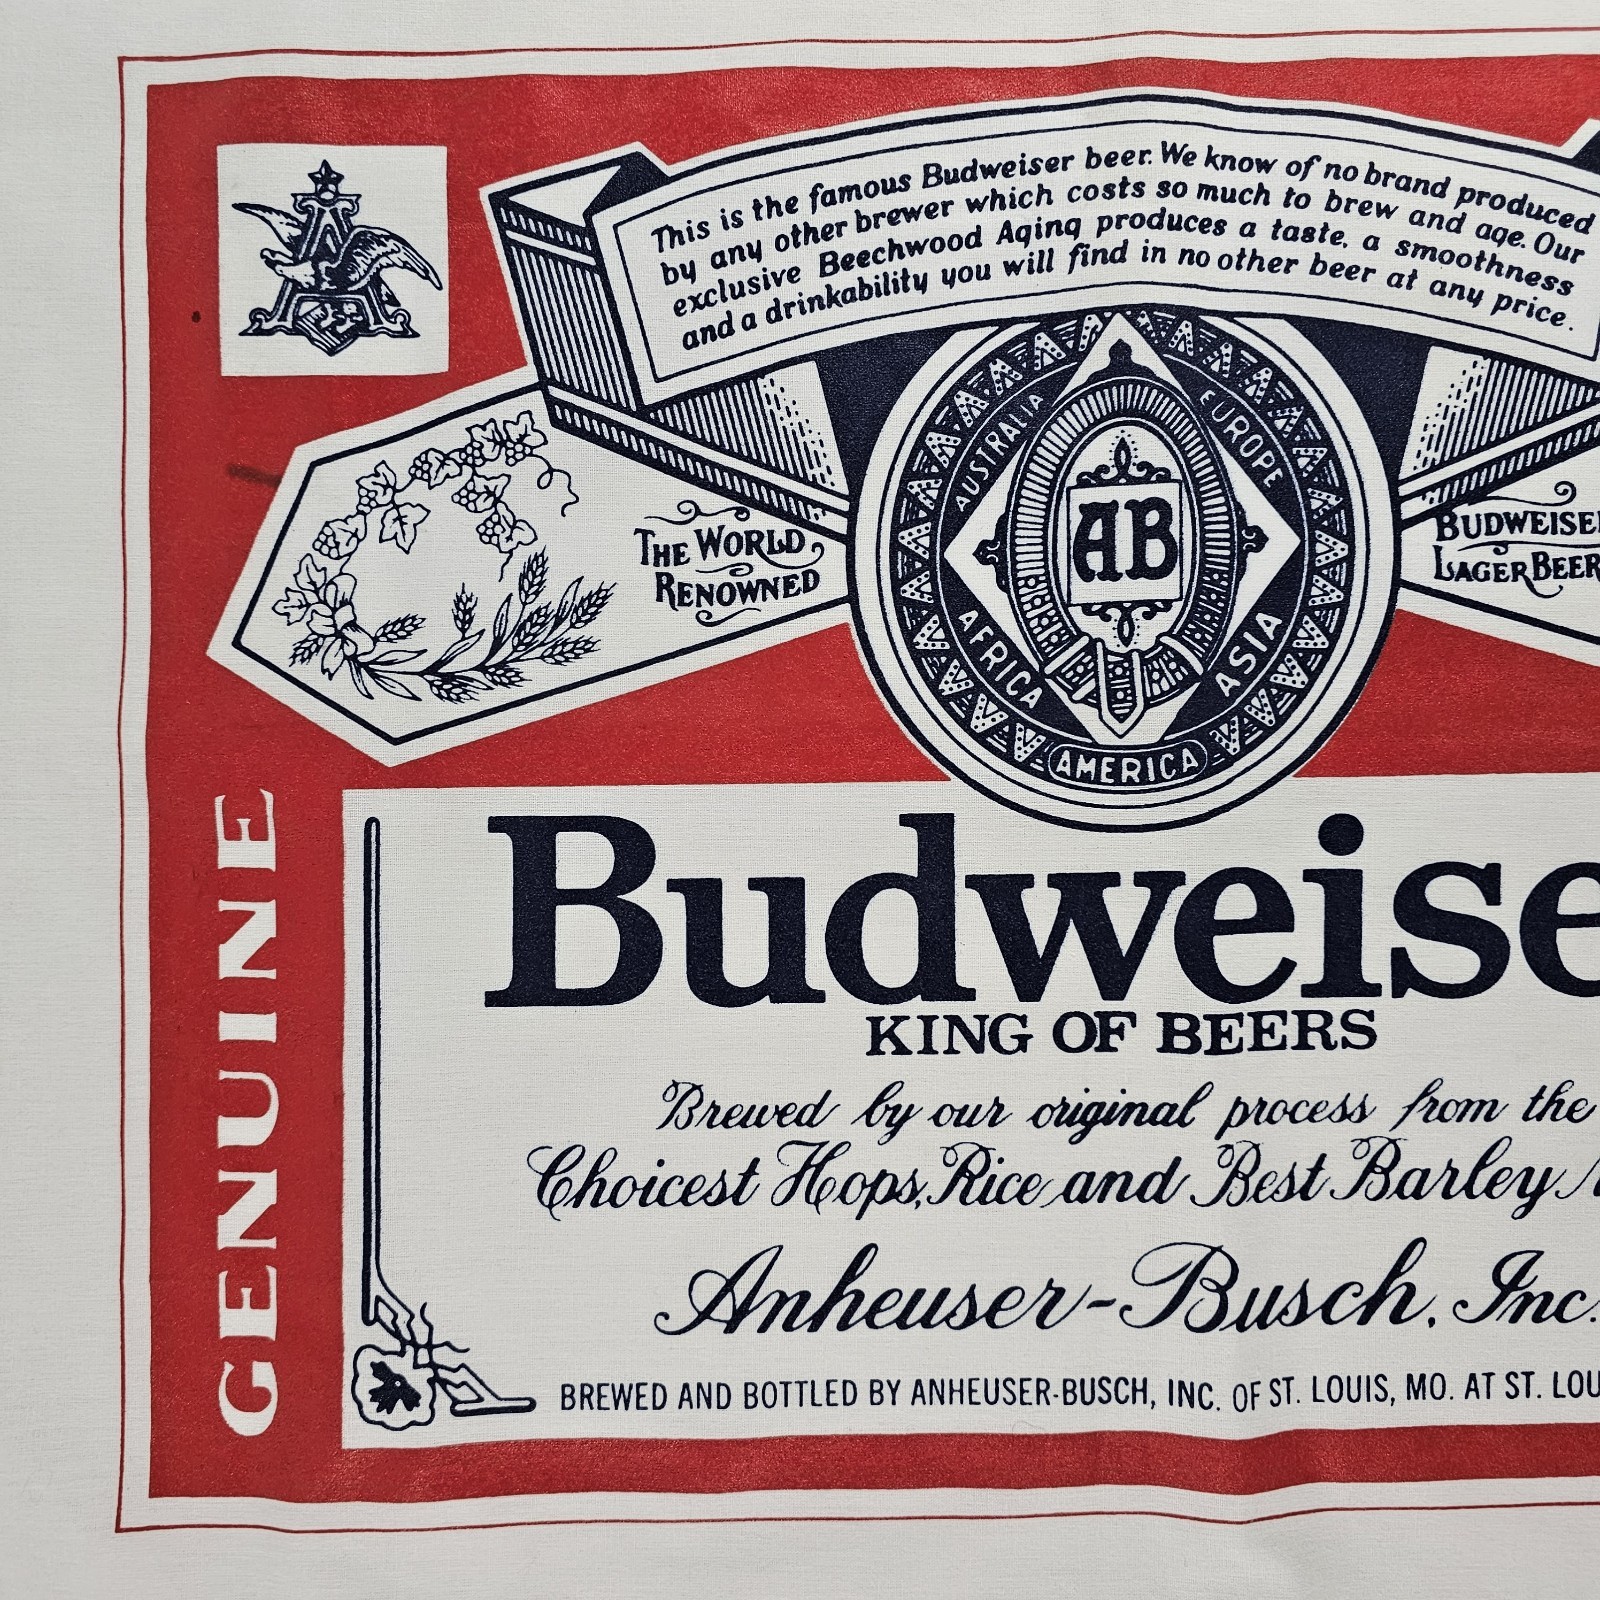 This is the famous Budweiser beer. We know of no brand produced
by any other brewer which costs so much to brew and age. Our
exclusive Beechwood Aging produces a taste, a smoothness
and a drinkability you will find in no other beer at any price.
AUSTRALIA
EUROPE
THE WORLD
RENOWNED
AB
BUDWEISE
LAGER BEER
AFRICA
ASIA
AMERICA
GENUINE
Budweise
KING OF BEERS
Brewed by our original process from the
Choicest Hops, Rice and Best Barley
Anheuser-Busch, Inc.
BREWED AND BOTTLED BY ANHEUSER-BUSCH, INC. OF ST. LOUIS, MO. AT ST. LOU